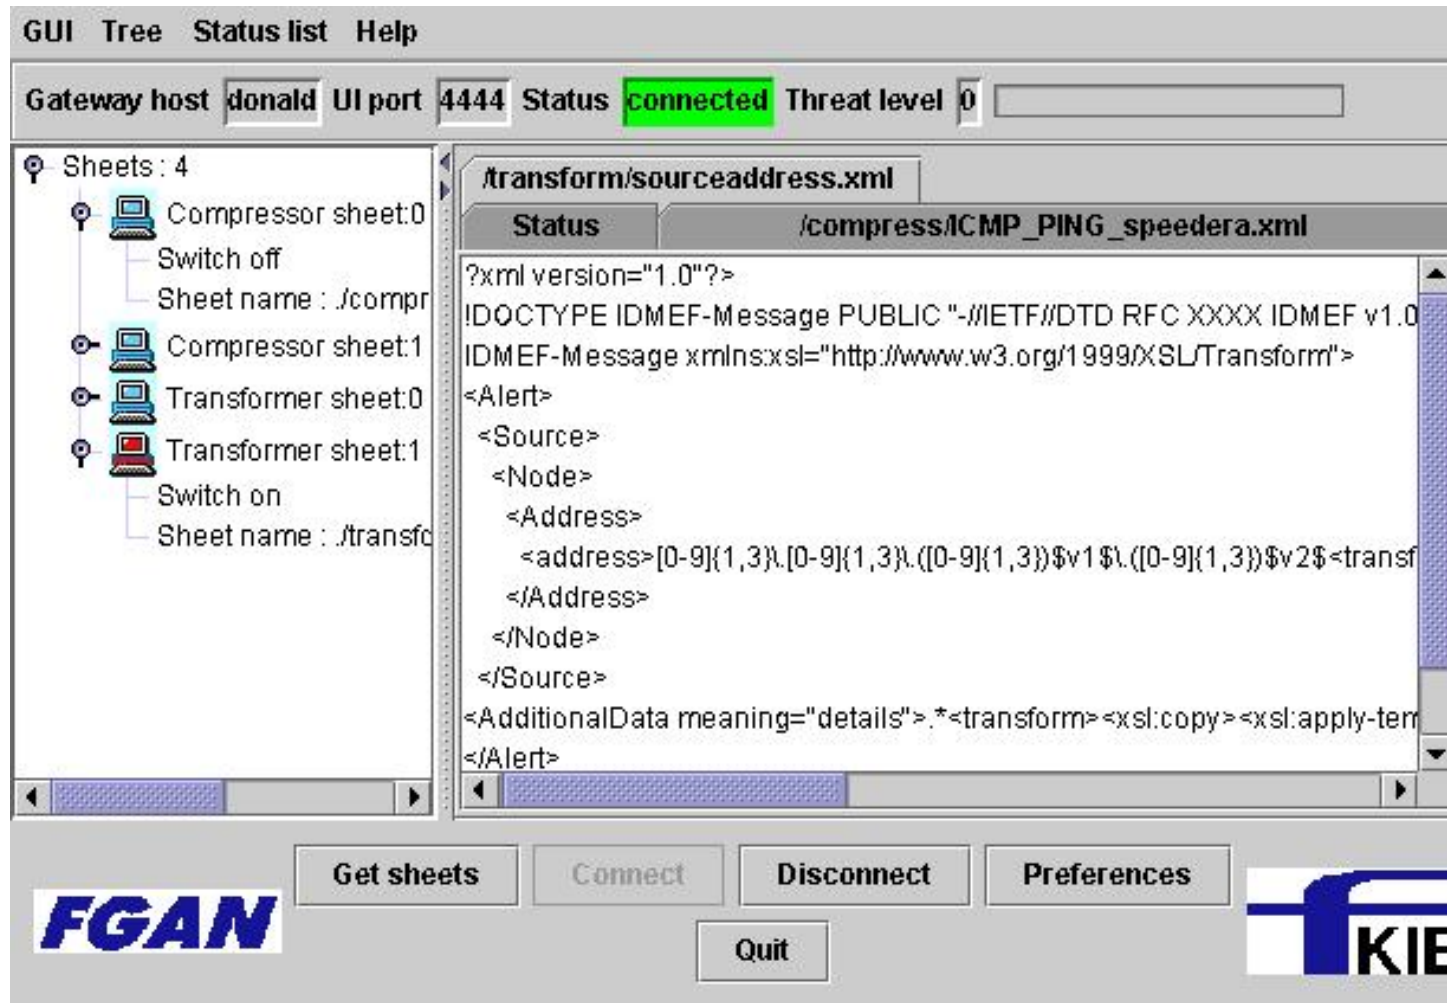 GUI Tree Status list Help
Gateway host donald UI port 4444 Status connected Threat level 0
Sheets : 4
Compressor sheet:0
Switch off
Sheet name : ./compr
Compressor sheet:1
Transformer sheet:0
Transformer sheet:1
Switch on
Sheet name : ./transfo
/transform/sourceaddress.xml
Status /compress/ICMP_PING_speedera.xml
?xml version="1.0"?>
!DOCTYPE IDMEF-Message PUBLIC "-//IETF//DTD RFC XXXX IDMEF v1.0
IDMEF-Message xmlns:xsl="http://www.w3.org/1999/XSL/Transform">
<Alert>
<Source>
<Node>
<Address>
<address>[0-9]{1,3}\.[0-9]{1,3}\.([0-9]{1,3})$v1$\.([0-9]{1,3})$v2$<transf
</Address>
</Node>
</Source>
<AdditionalData meaning="details">.*<transform><xsl:copy><xsl:apply-tem
</Alert>
Get sheets Connect Disconnect Preferences
Quit
FGAN
fKIE